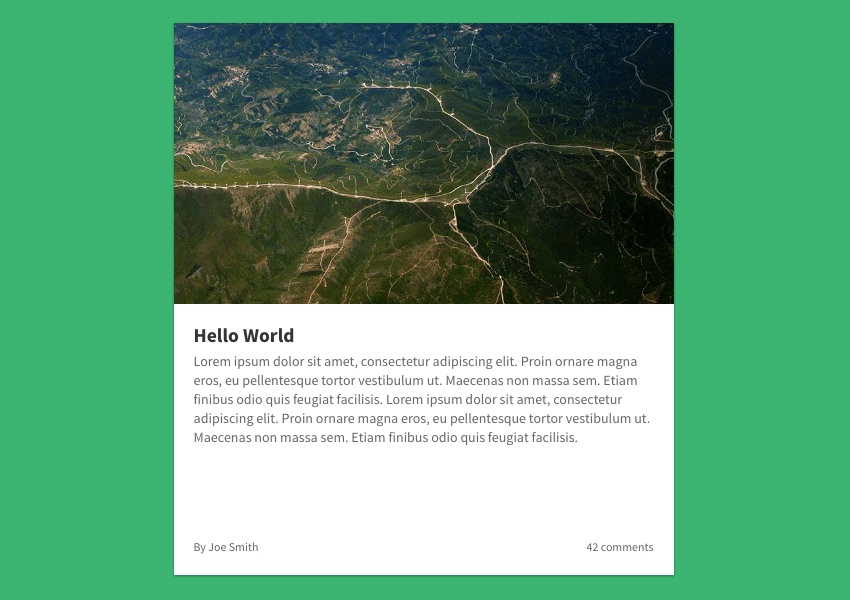 Hello World
Lorem ipsum dolor sit amet, consectetur adipiscing elit. Proin ornare magna
eros, eu pellentesque tortor vestibulum ut. Maecenas non massa sem. Etiam
finibus odio quis feugiat facilisis. Lorem ipsum dolor sit amet, consectetur
adipiscing elit. Proin ornare magna eros, eu pellentesque tortor vestibulum ut.
Maecenas non massa sem. Etiam finibus odio quis feugiat facilisis.
By Joe Smith
42 comments